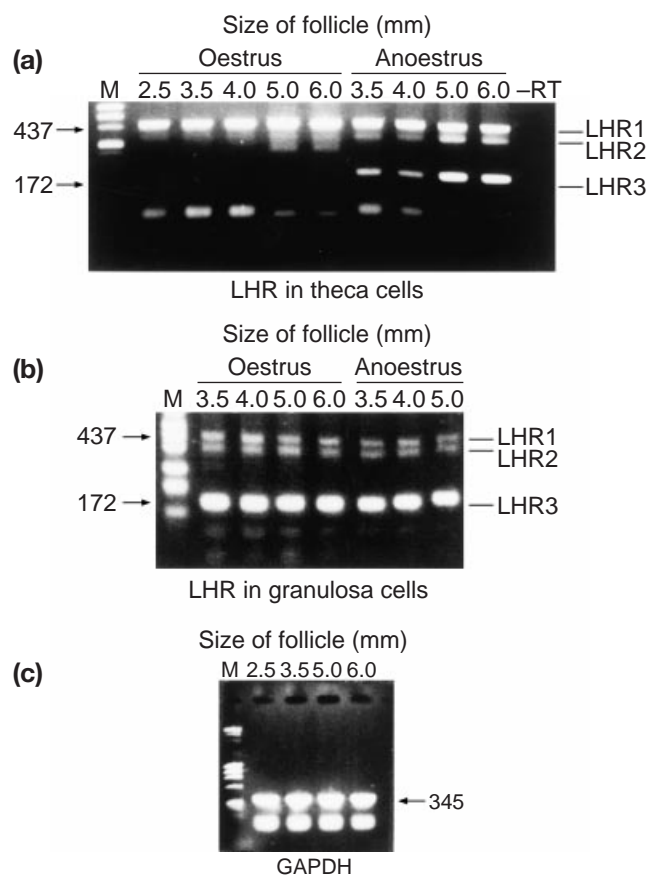 Size of follicle (mm)
(a) Oestrus Anoestrus
M 2.5 3.5 4.0 5.0 6.0 3.5 4.0 5.0 6.0 –RT
437 LHR1
LHR2
172 LHR3
LHR in theca cells
Size of follicle (mm)
(b) Oestrus Anoestrus
M 3.5 4.0 5.0 6.0 3.5 4.0 5.0
437 LHR1
LHR2
172 LHR3
LHR in granulosa cells
Size of follicle (mm)
(c) M 2.5 3.5 5.0 6.0
345
GAPDH